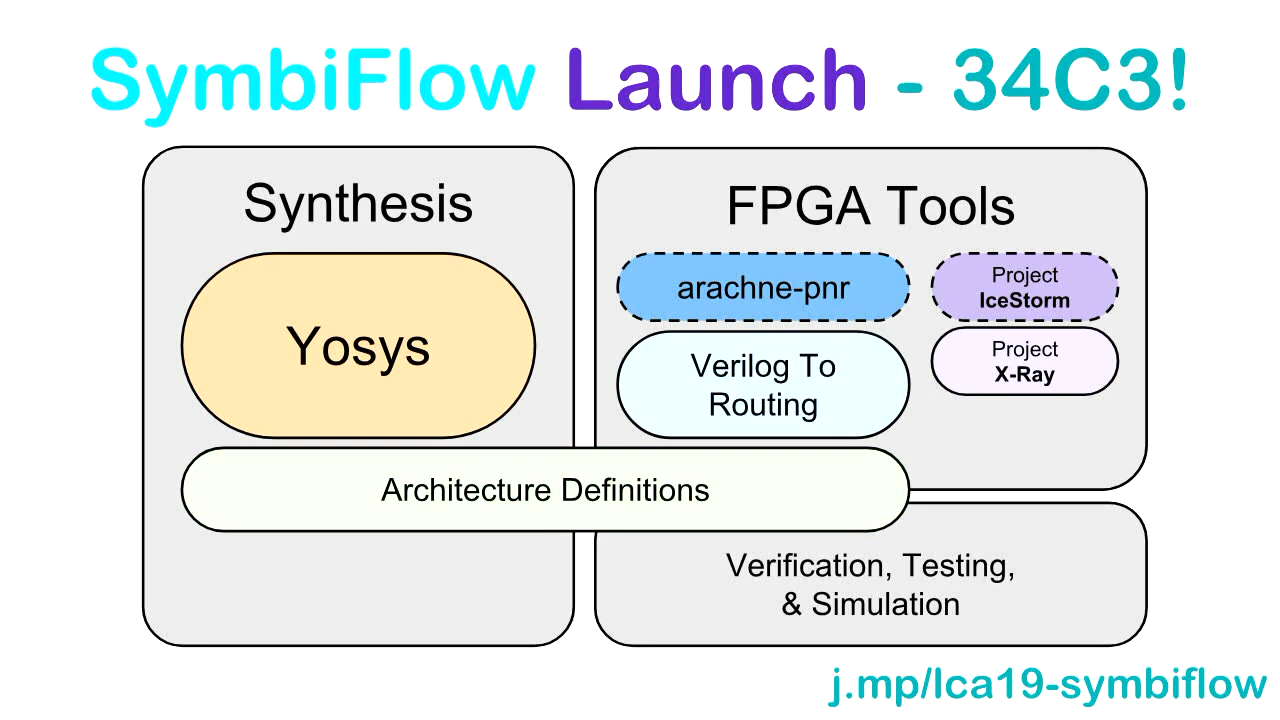 SymbiFlow Launch - 34C3!
Synthesis
Yosys
FPGA Tools
arachne-pnr
Project
IceStorm
Verilog To
Routing
Project
X-Ray
Architecture Definitions
Verification, Testing,
& Simulation
j.mp/lca19-symbiflow